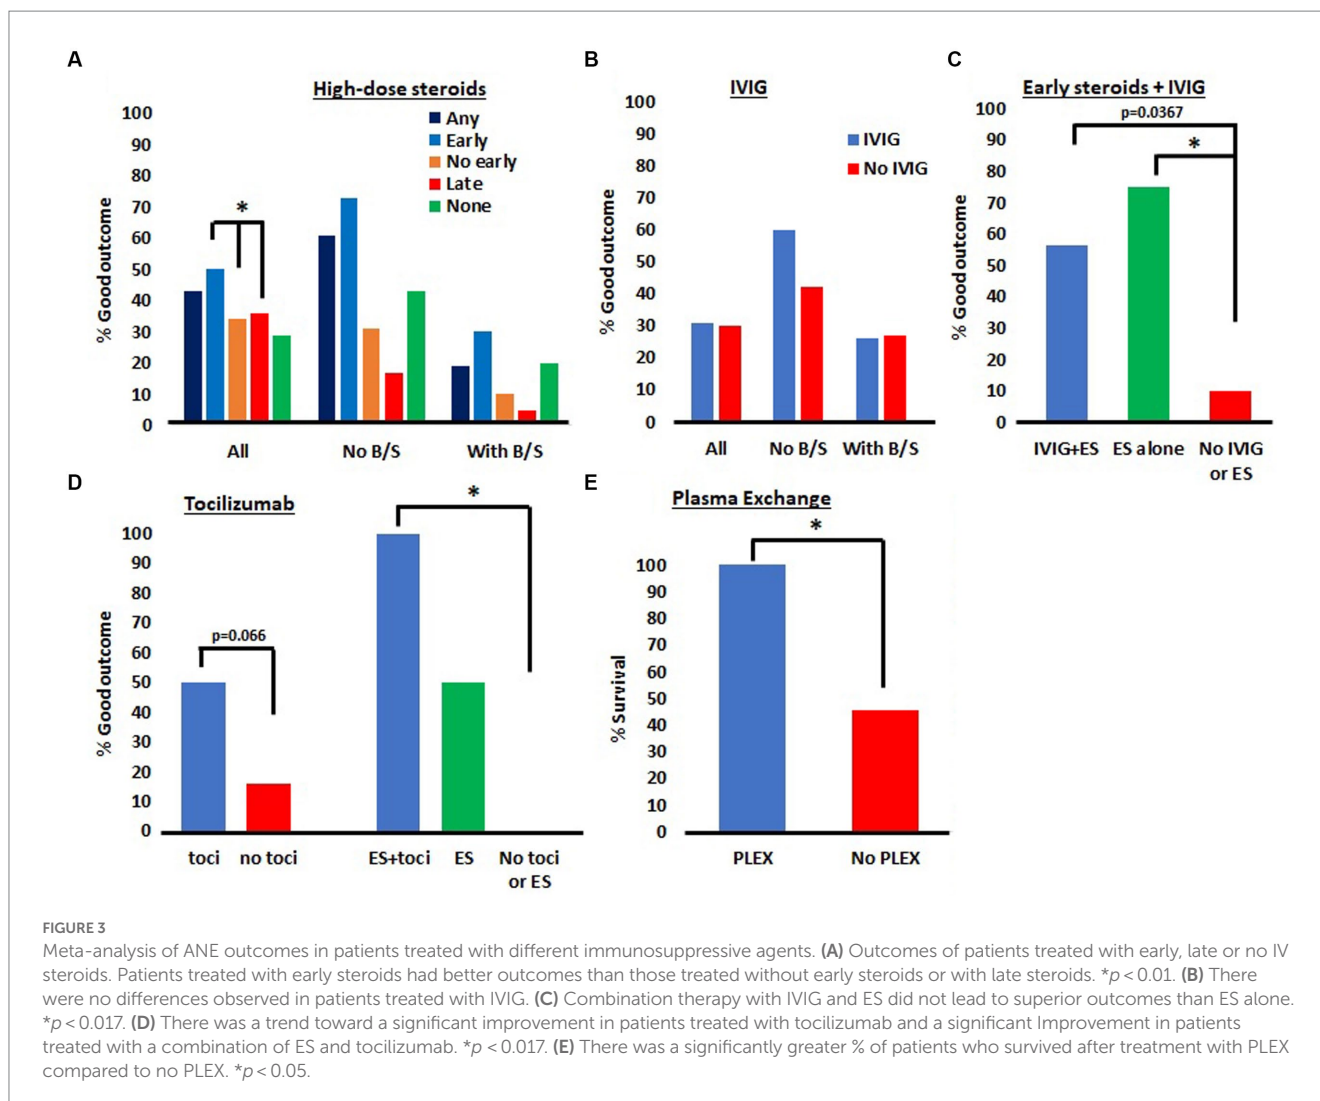 A
High-dose steroids
Any
Early
No early
Late
None
% Good outcome
100
90
80
70
60
50
40
30
20
10
0
*
All
No B/S
With B/S
B
IVIG
IVIG
No IVIG
% Good outcome
100
90
80
70
60
50
40
30
20
10
0
All
No B/S
With B/S
C
Early steroids + IVIG
p=0.0367
*
% Good outcome
100
90
80
70
60
50
40
30
20
10
0
IVIG+ES
ES alone
No IVIG
or ES
D
Tocilizumab
*
p=0.066
% Good outcome
100
90
80
70
60
50
40
30
20
10
0
toci
no toci
ES+toci
ES
No toci
or ES
E
Plasma Exchange
*
% Survival
100
90
80
70
60
50
40
30
20
10
0
PLEX
No PLEX
FIGURE 3
Meta-analysis of ANE outcomes in patients treated with different immunosuppressive agents. (A) Outcomes of patients treated with early, late or no IV
steroids. Patients treated with early steroids had better outcomes than those treated without early steroids or with late steroids. *p < 0.01. (B) There
were no differences observed in patients treated with IVIG. (C) Combination therapy with IVIG and ES did not lead to superior outcomes than ES alone.
*p < 0.017. (D) There was a trend toward a significant improvement in patients treated with tocilizumab and a significant Improvement in patients
treated with a combination of ES and tocilizumab. *p < 0.017. (E) There was a significantly greater % of patients who survived after treatment with PLEX
compared to no PLEX. *p < 0.05.